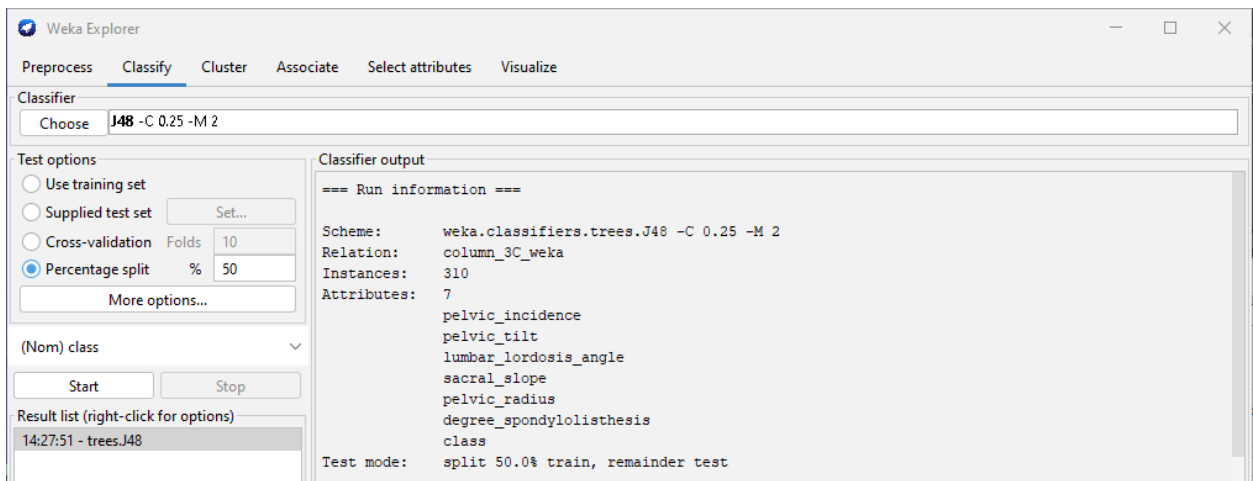 Weka Explorer
Preprocess Classify Cluster Associate Select attributes Visualize
Classifier
Choose J48 -C 0.25 -M 2
Test options
Use training set
Supplied test set Set...
Cross-validation Folds 10
Percentage split % 50
More options...
(Nom) class
Start Stop
Result list (right-click for options)
14:27:51 - trees.J48
Classifier output
=== Run information ===
Scheme: weka.classifiers.trees.J48 -C 0.25 -M 2
Relation: column_3C_weka
Instances: 310
Attributes: 7
pelvic_incidence
pelvic_tilt
lumbar_lordosis_angle
sacral_slope
pelvic_radius
degree_spondylolisthesis
class
Test mode: split 50.0% train, remainder test